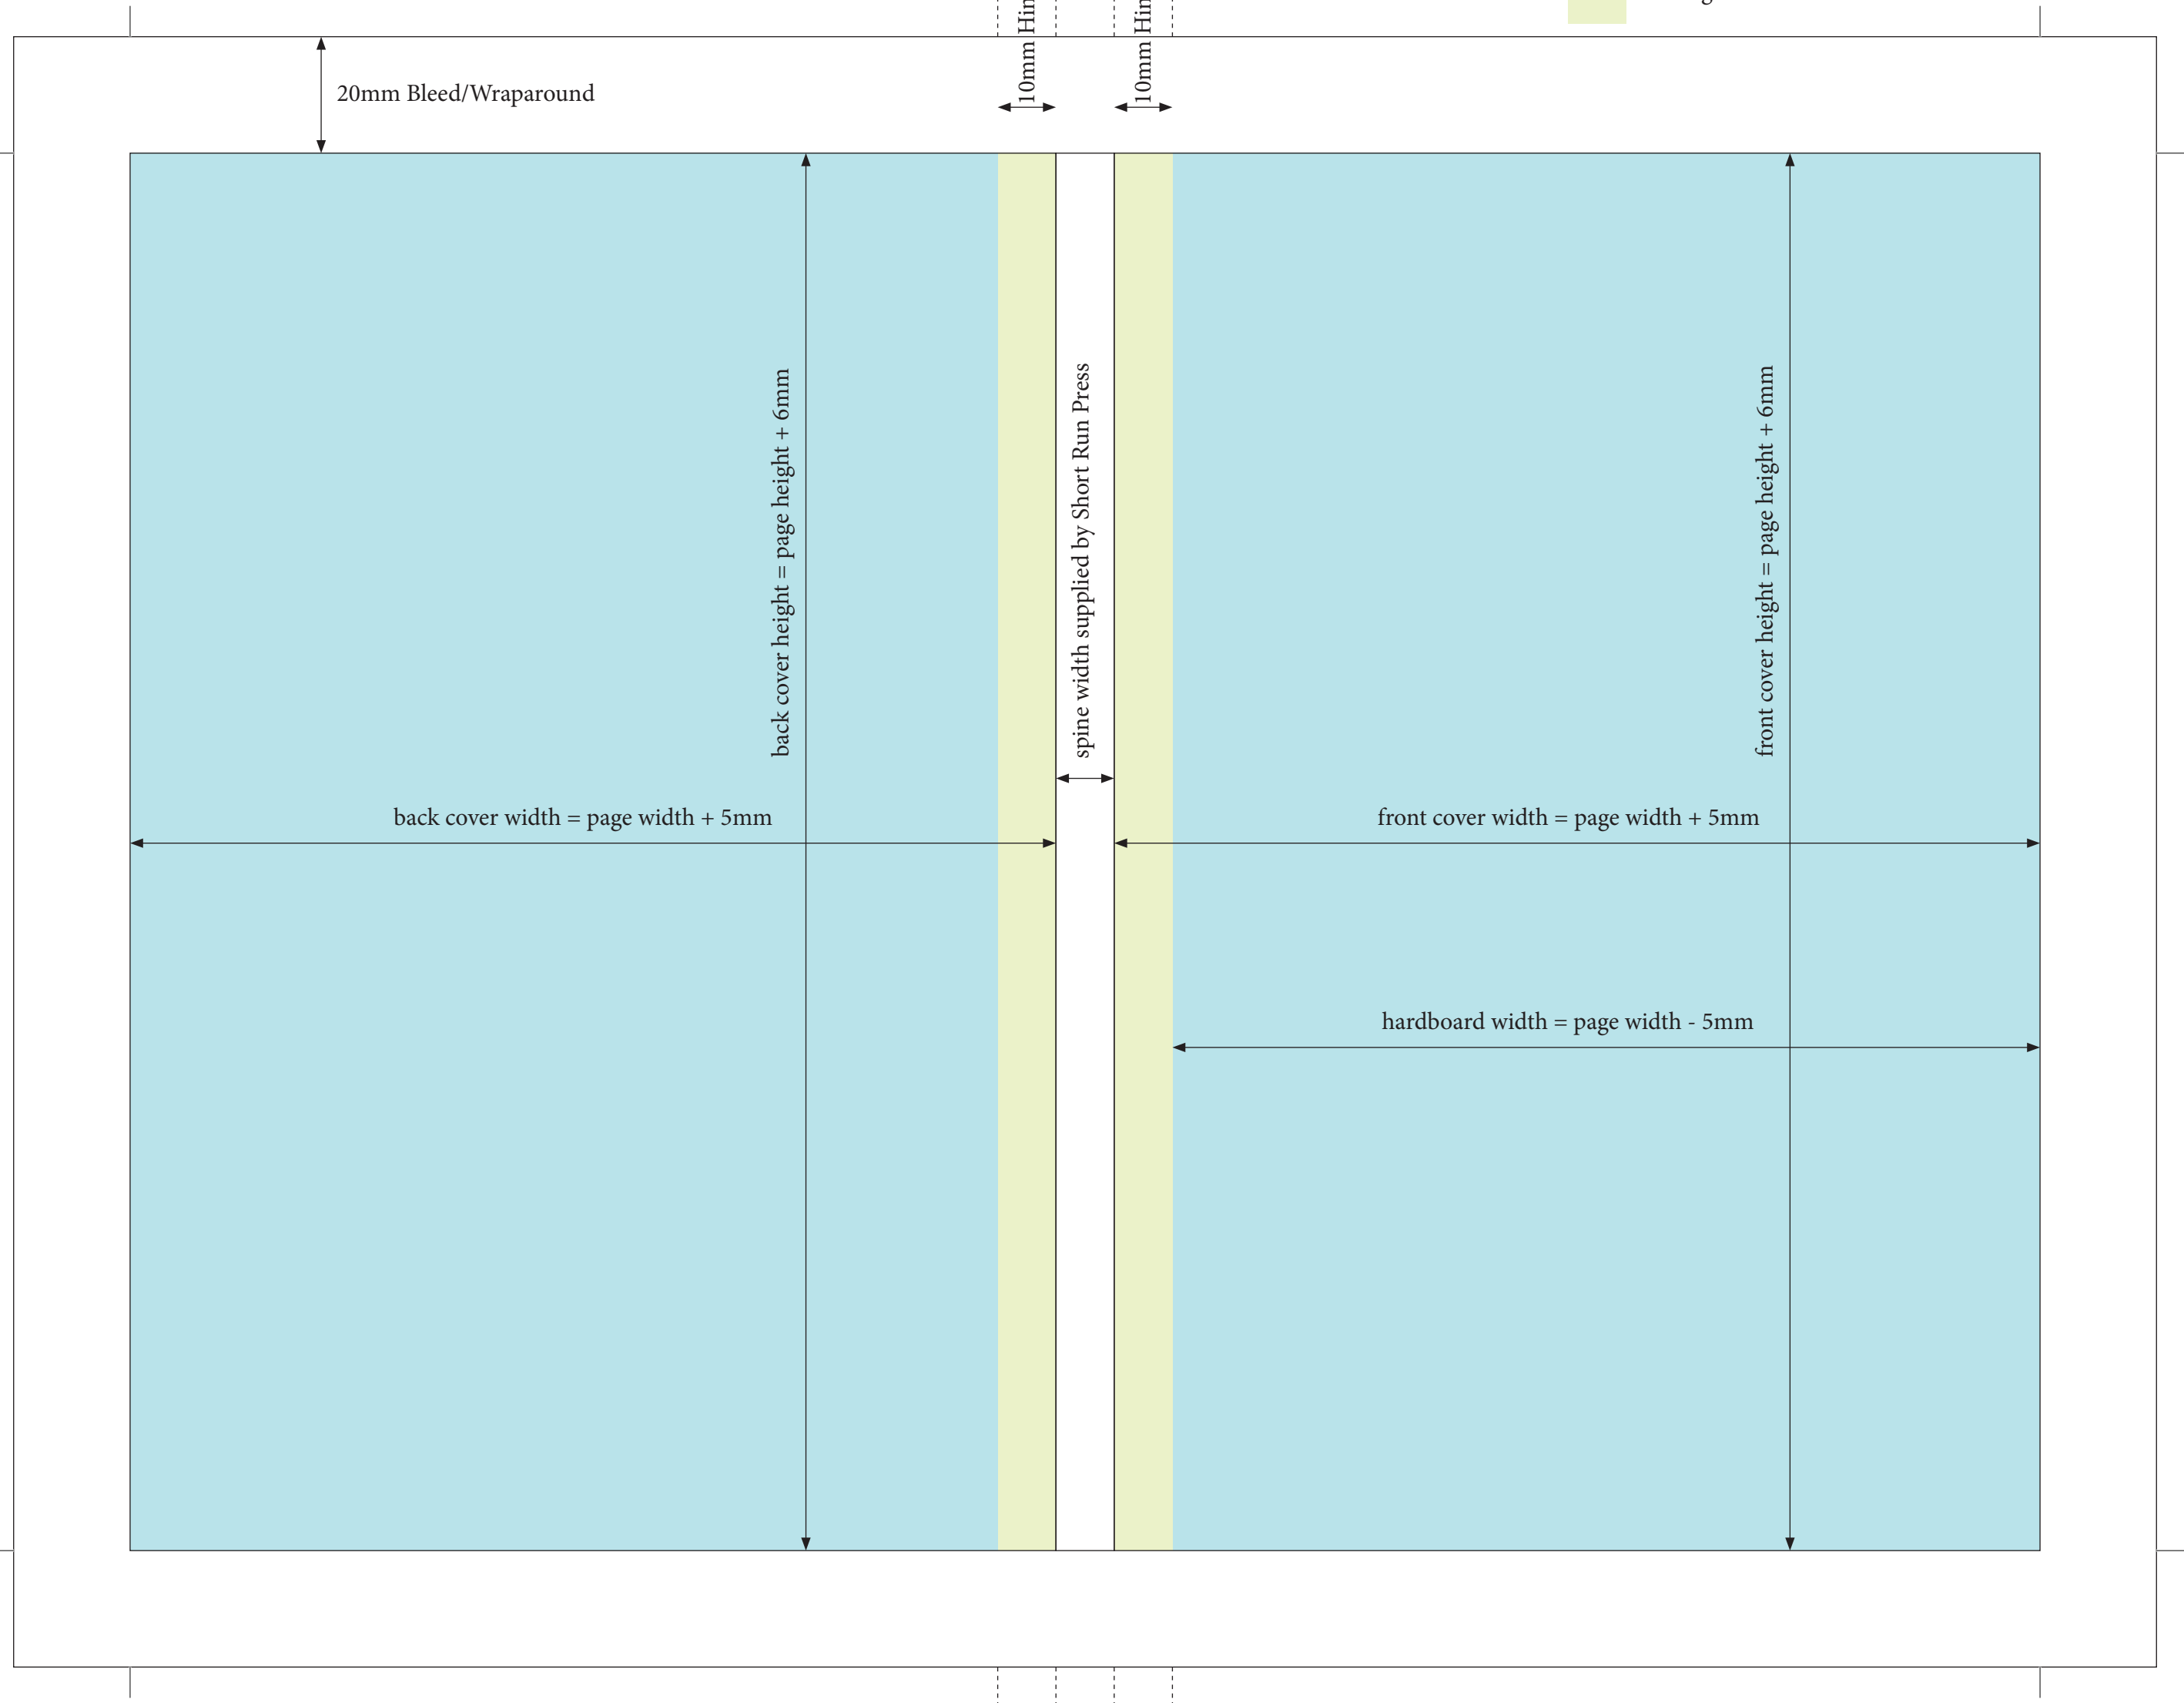 10mm
10mm
20mm Bleed/Wraparound
back cover height = page height + 6mm
spine width supplied by Short Run Press
front cover height = page height + 6mm
back cover width = page width + 5mm
front cover width = page width + 5mm
hardboard width = page width - 5mm